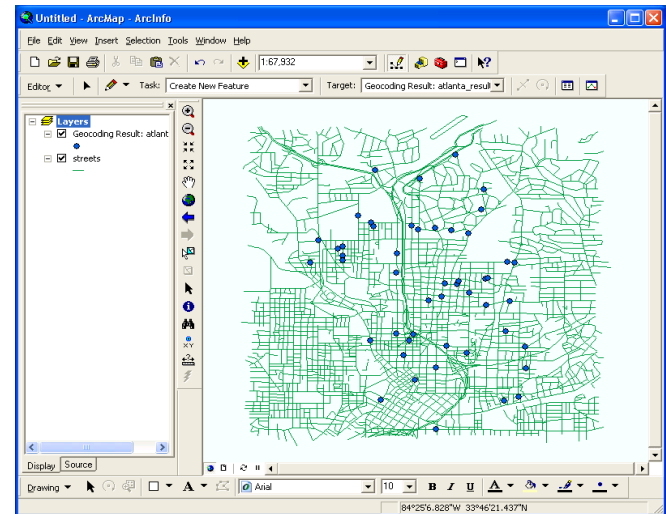 Untitled - ArcMap - ArcInfo
File Edit View Insert Selection Tools Window Help
1:67,932
Editor Task: Create New Feature Target: Geocoding Result: atlanta_result
Layers
Geocoding Result: atlant
streets
Display Source
Drawing A Arial 10 B I U A
84°25'6.828"W 33°46'21.437"N